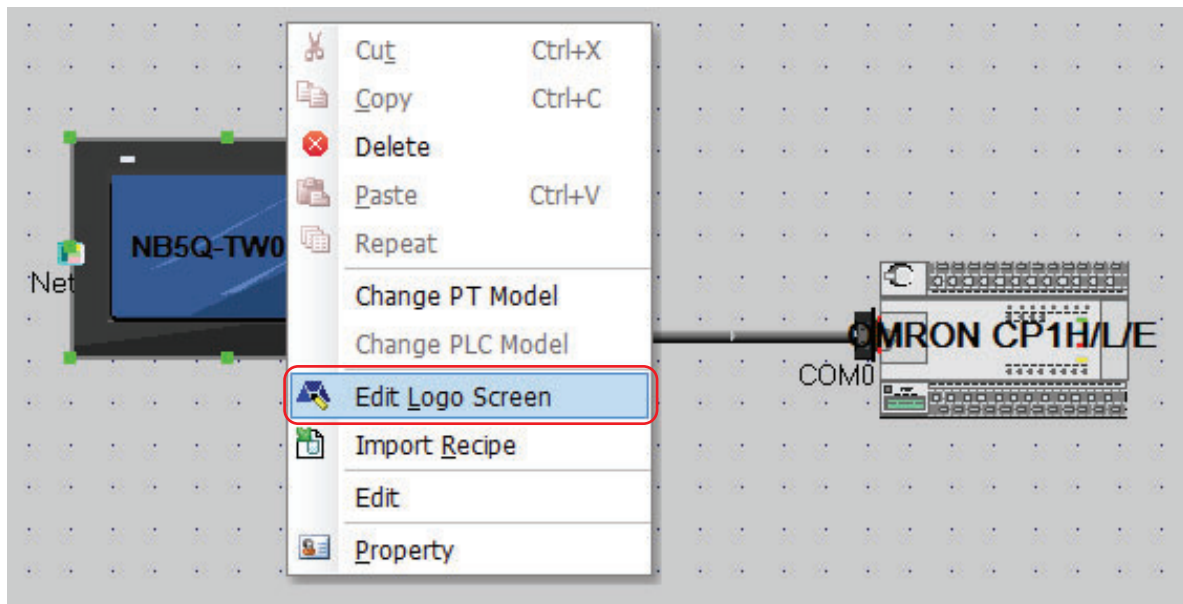 Cut Ctrl+X
Copy Ctrl+C
Delete
Paste Ctrl+V
Repeat
Change PT Model
Change PLC Model
Edit Logo Screen
Import Recipe
Edit
Property
NB5Q-TW0
Net
OMRON CP1H/L/E
COM0